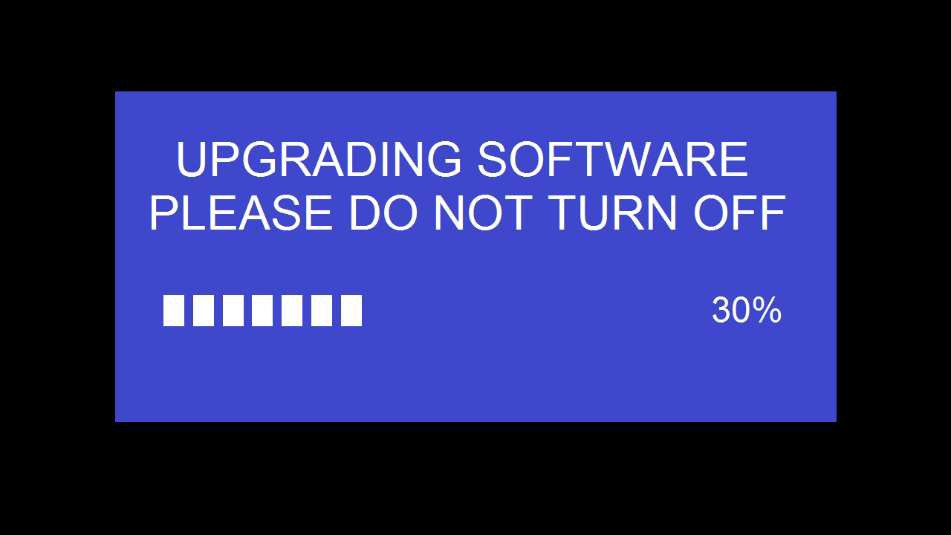 UPGRADING SOFTWARE
PLEASE DO NOT TURN OFF
30%